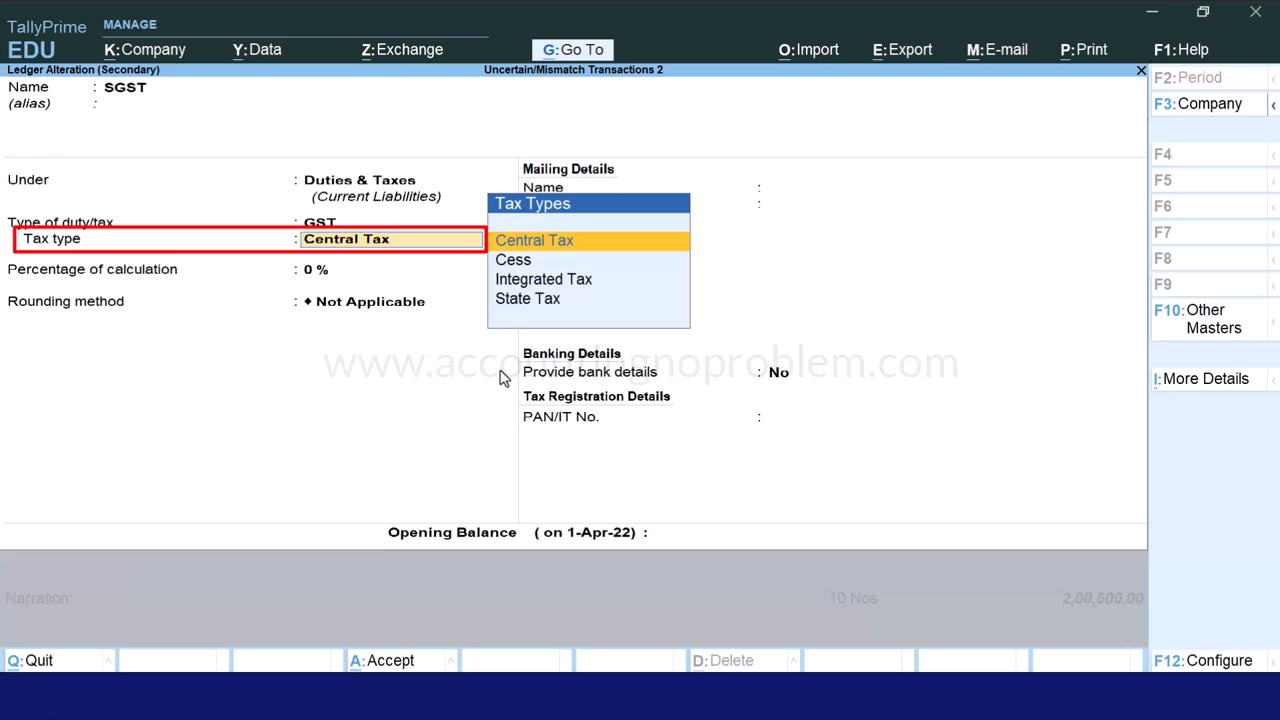 TallyPrime MANAGE
EDU K:Company Y:Data Z:Exchange G:Go To O:Import E:Export M:E-mail P:Print F1:Help
Ledger Alteration (Secondary) Uncertain/Mismatch Transactions 2
Name : SGST
(alias) :
Under : Duties & Taxes
(Current Liabilities)
Type of duty/tax : GST
Tax type : Central Tax
Percentage of calculation : 0 %
Rounding method : ♦ Not Applicable
Mailing Details
Name :
:
Tax Types
Central Tax
Cess
Integrated Tax
State Tax
Banking Details
Provide bank details : No
Tax Registration Details
PAN/IT No. :
www.accountingnoproblem.com
Opening Balance ( on 1-Apr-22) :
Narration: 10 Nos 2,00,600.00
F2:Period
F3:Company
F4
F5
F6
F7
F8
F9
F10:Other
Masters
I:More Details
Q:Quit A:Accept D:Delete F12:Configure